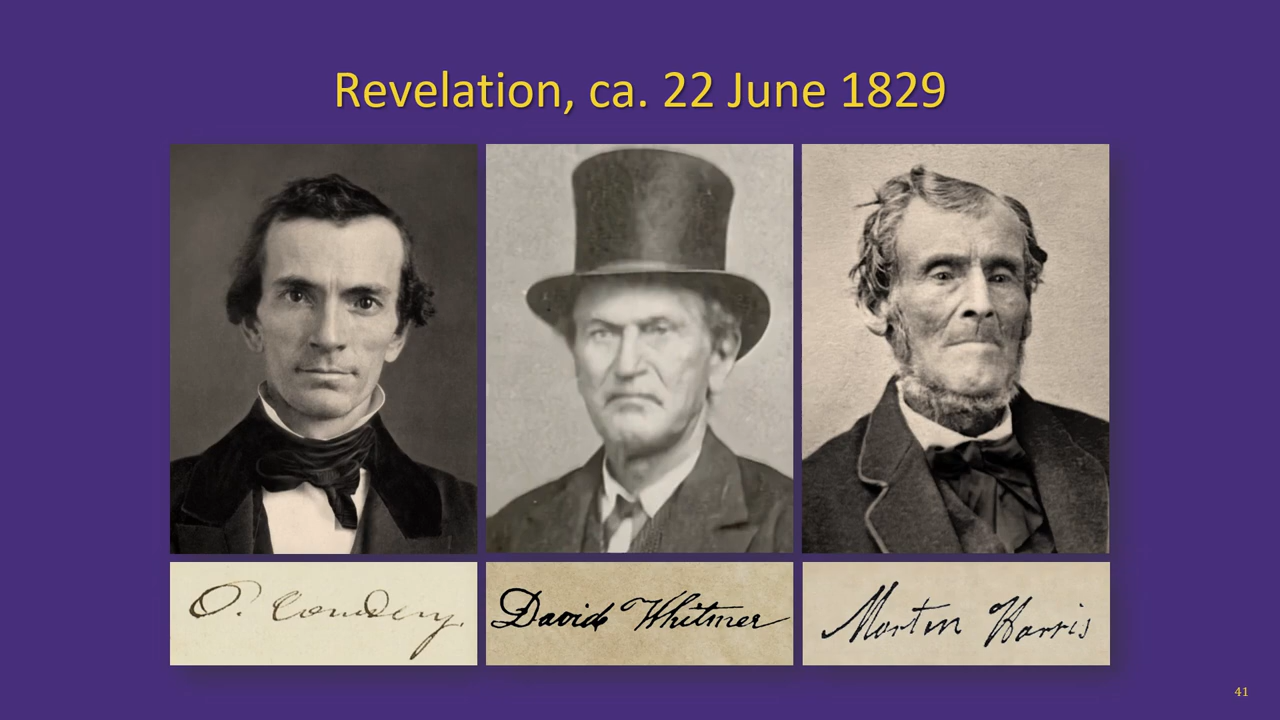 Revelation, ca. 22 June 1829
O. Cowdery.
David Whitmer
Martin Harris
41